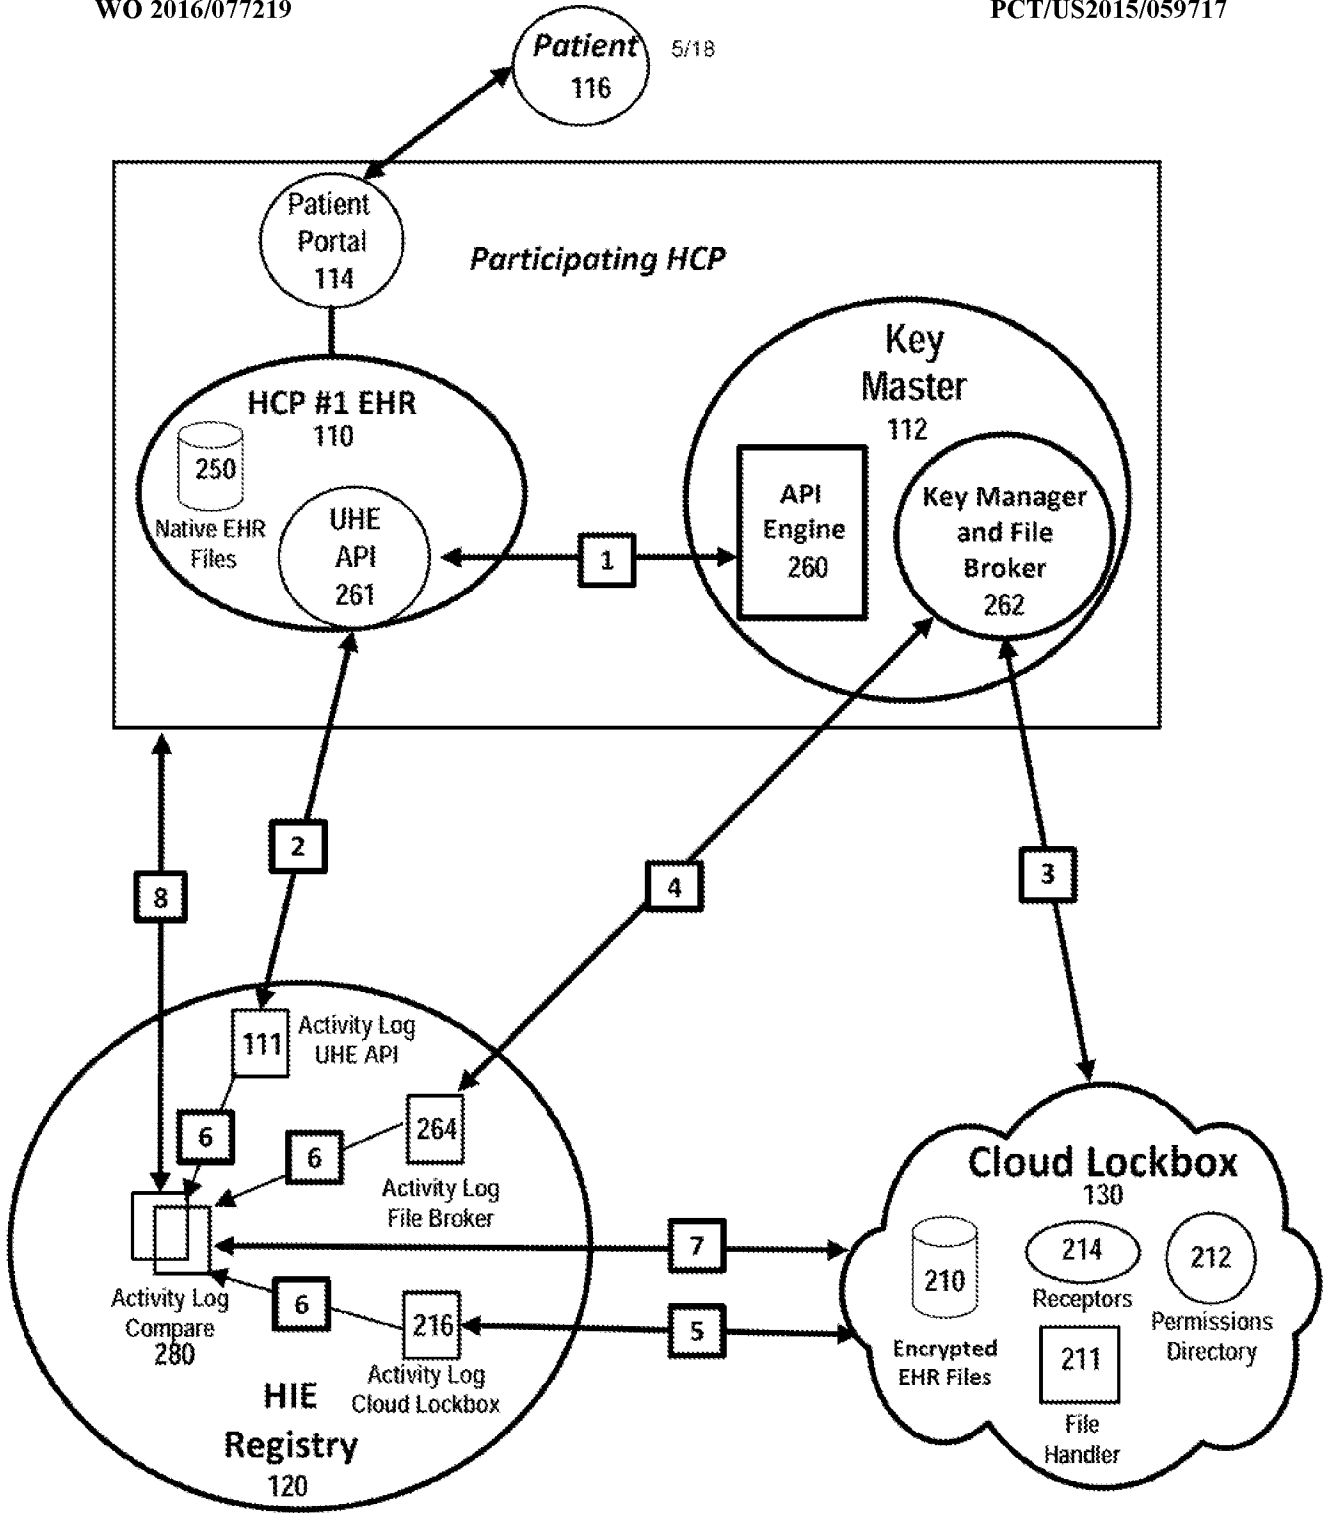 WO 2016/077219
PCT/US2015/059717
Patient
116
5/18
Patient
Portal
114
Participating HCP
HCP #1 EHR
110
250
Native EHR
Files
UHE
API
261
1
Key
Master
112
API
Engine
260
Key Manager
and File
Broker
262
2
8
4
3
111
Activity Log
UHE API
6
264
6
Activity Log
File Broker
7
Activity Log
Compare
280
6
216
5
Activity Log
Cloud Lockbox
HIE
Registry
120
Cloud Lockbox
130
210
Encrypted
EHR Files
214
Receptors
212
Permissions
Directory
211
File
Handler